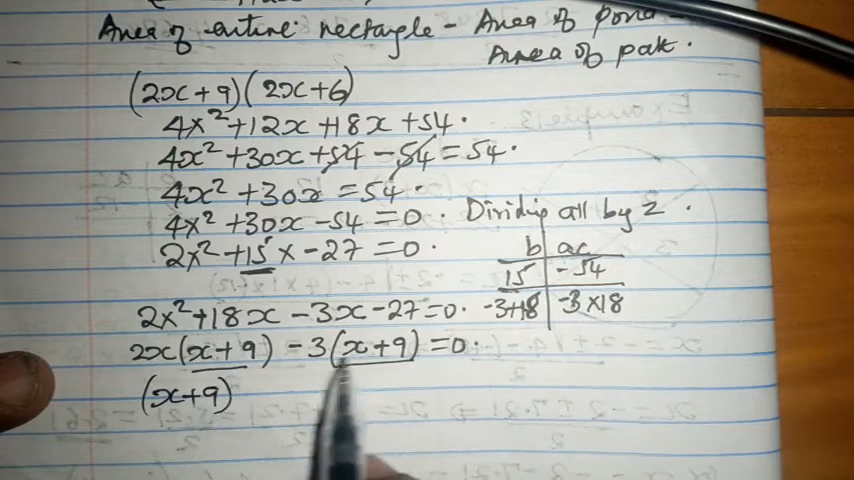 Area of entire rectangle - Area of pond -
Area of patk.
(2x+9)(2x+6)
4x²+12x+18x+54.
4x²+30x+54-54=54.
4x²+30x=54.
4x²+30x-54=0. Dividing all by 2.
2x²+15x-27=0.
b ac
15 -54
2x²+18x-3x-27=0. -3+18 -3×18
2x(x+9)-3(x+9)=0.
(x+9)